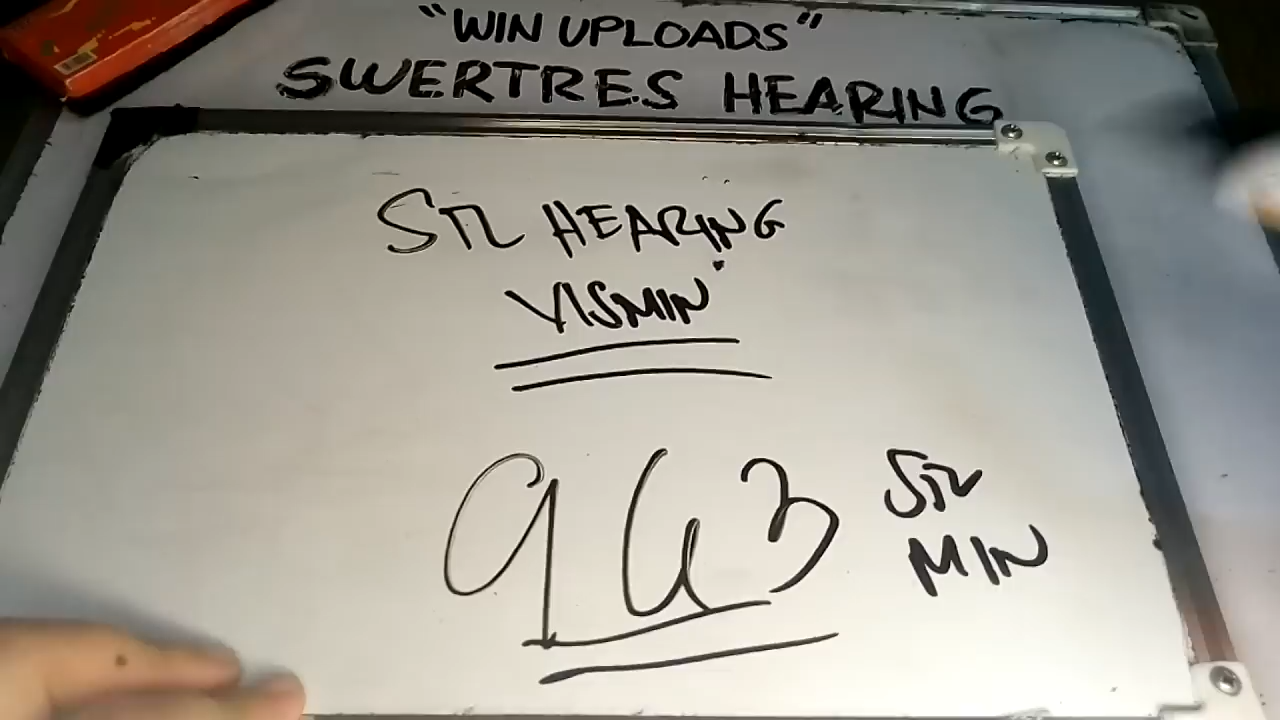 "WIN UPLOADS"
SWERTRES HEARING
STL HEARING
VISMIN
963 STL
MIN